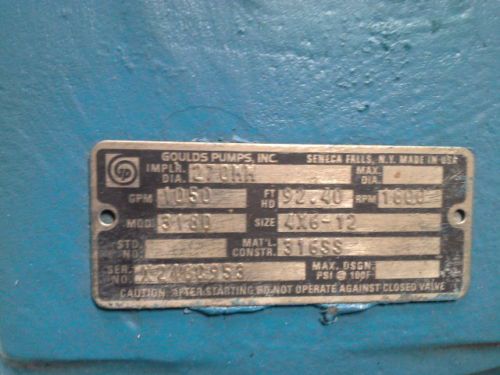 GOULDS PUMPS, INC. SENECA FALLS, N.Y. MADE IN USA
IMPLR. DIA. 270MM MAX. DIA.
GPM 1050 FT HD 92.40 RPM 1800
MOD 3180 SIZE 4X6-12
STD. NO. MAT'L. CONSTR. 316SS
SER. NO. MAX. DSGN. PSI @ 100F
CAUTION: AFTER STARTING DO NOT OPERATE AGAINST CLOSED VALVE